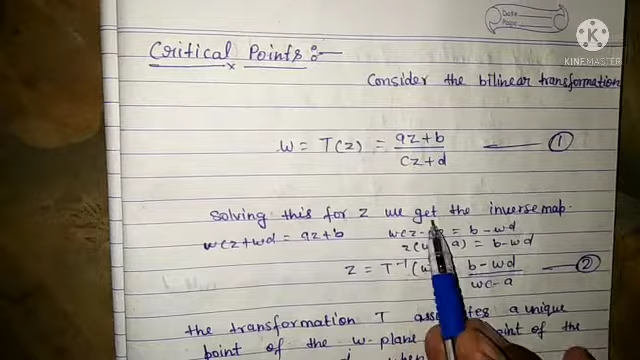 Date
Page
KINEMASTER
Critical Points :—
Consider the bilinear transformation
w = T(z) = az+b / cz+d ——— (1)
Solving this for z we get the inverse map
wcz+wd = az+b wcz - = b - wd
z( a) = b-wd
z = T⁻¹( b - wd / wc - a —— (2)
the transformation T a unique
point of the w-plane point of the
when